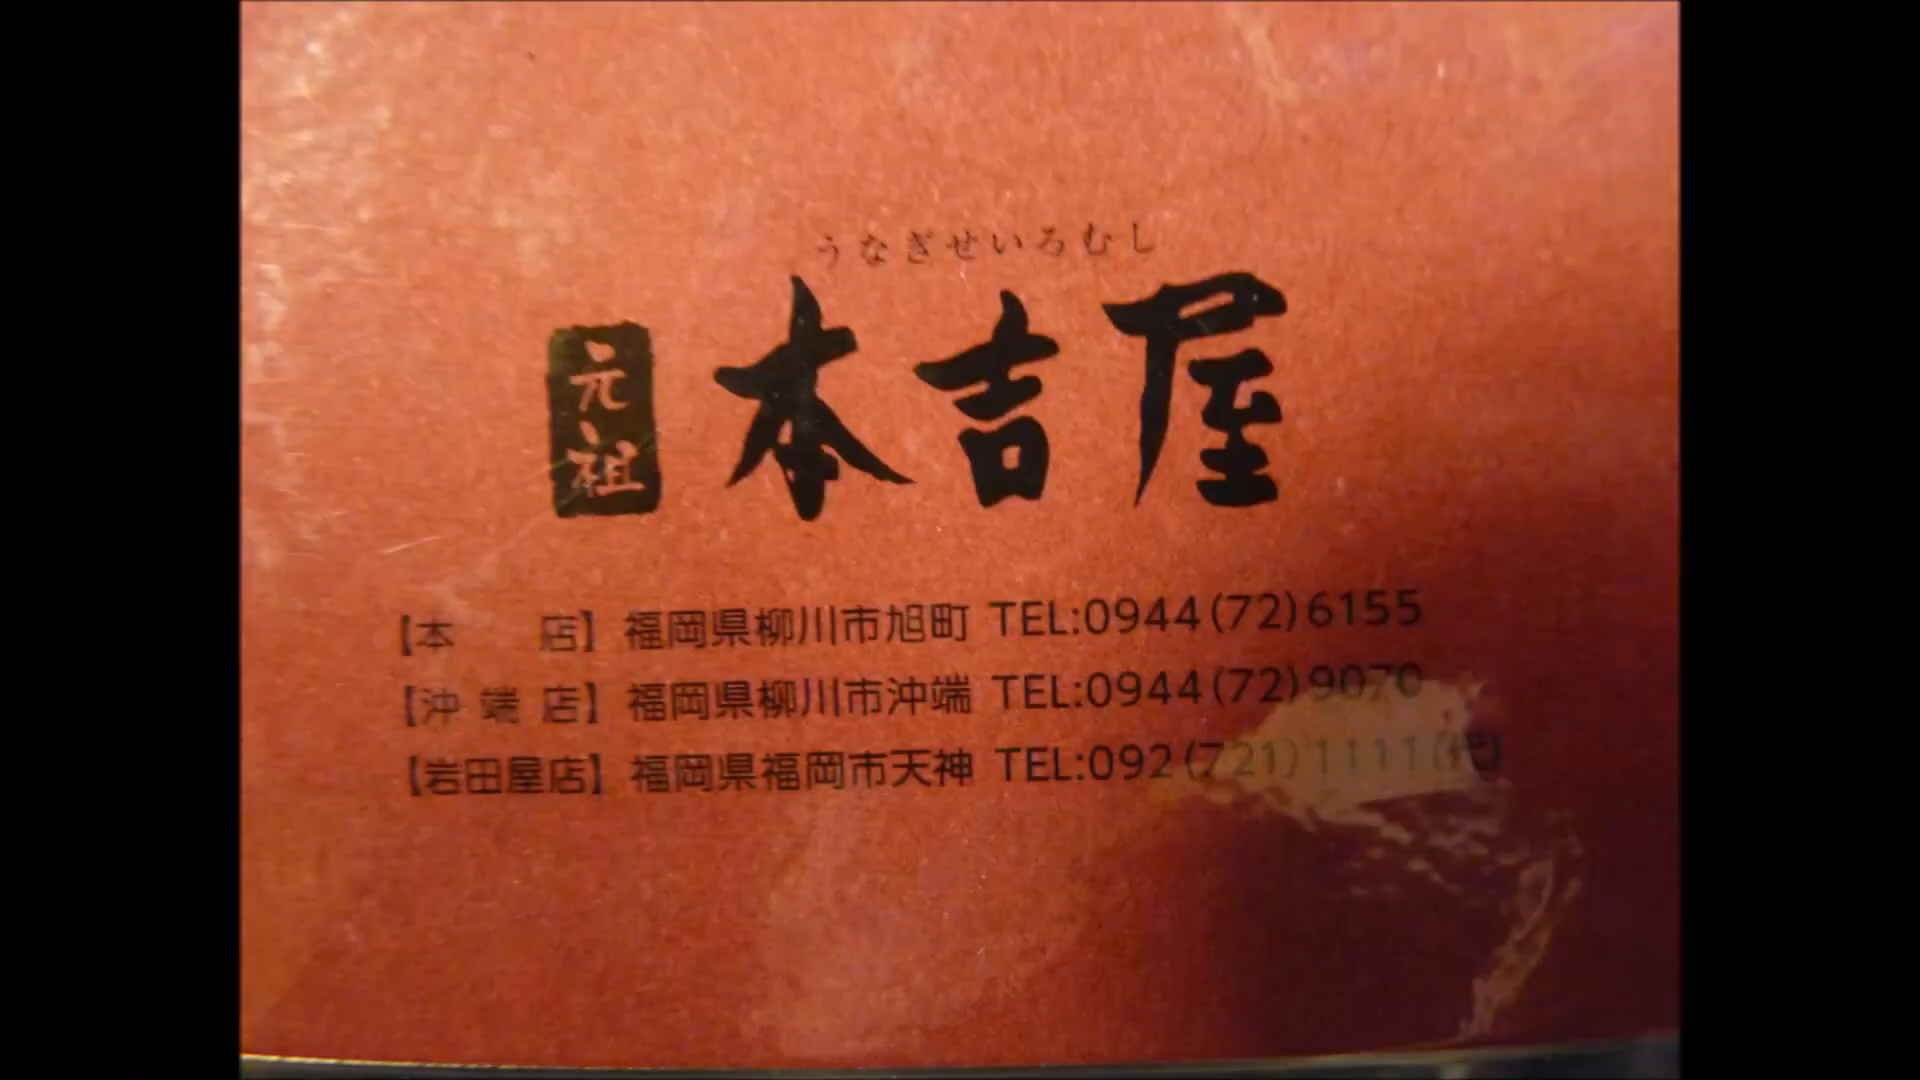 うなぎせいろむし
元祖 本吉屋
【本　店】 福岡県柳川市旭町 TEL:0944(72)6155
【沖端店】 福岡県柳川市沖端 TEL:0944(72)9070
【岩田屋店】 福岡県福岡市天神 TEL:092(721)1111(代)